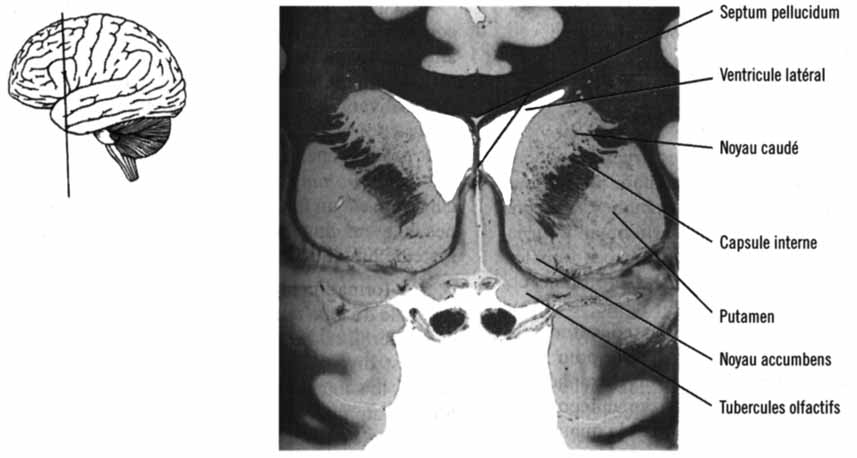 Septum pellucidum
Ventricule latéral
Noyau caudé
Capsule interne
Putamen
Noyau accumbens
Tubercules olfactifs